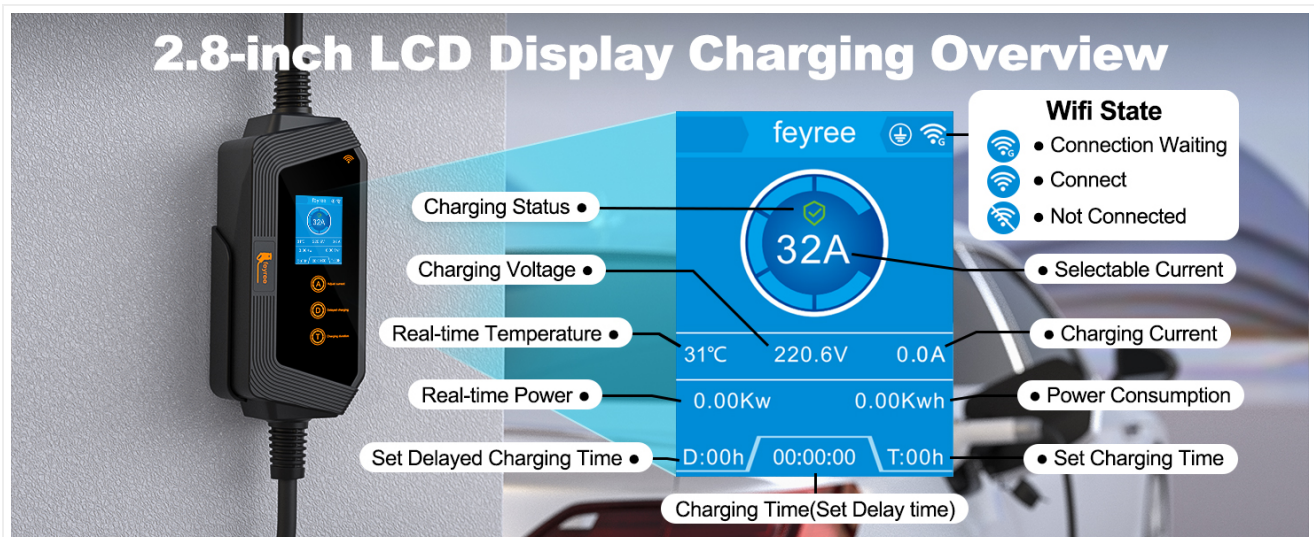 2.8-inch LCD Display Charging Overview
feyree
G
Wifi State
G
• Connection Waiting
• Connect
• Not Connected
Charging Status •
32A
• Selectable Current
Charging Voltage •
Real-time Temperature •
• Charging Current
31℃ 220.6V 0.0A
Real-time Power •
0.00Kw 0.00Kwh
• Power Consumption
Set Delayed Charging Time •
D:00h 00:00:00 T:00h
• Set Charging Time
Charging Time(Set Delay time)
feyree
32A
feyree
A
D
T